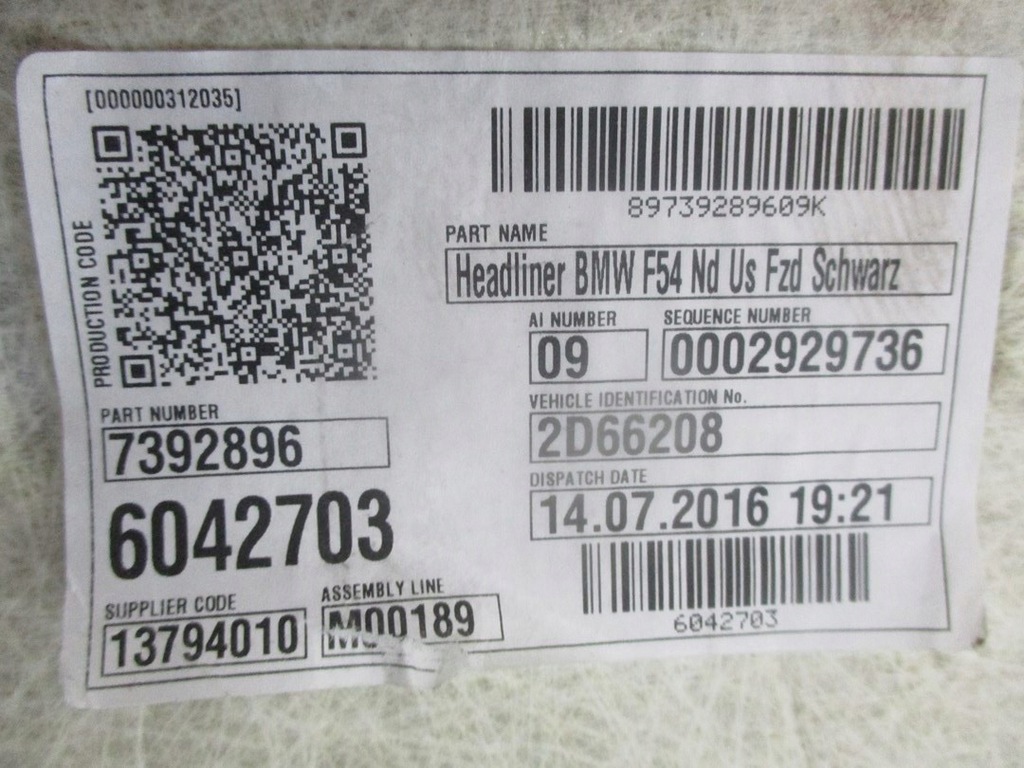 [000000312035]
PRODUCTION CODE
89739289609K
PART NAME
Headliner BMW F54 Nd Us Fzd Schwarz
AI NUMBER
09
SEQUENCE NUMBER
0002929736
VEHICLE IDENTIFICATION No.
2D66208
DISPATCH DATE
14.07.2016 19:21
6042703
PART NUMBER
7392896
6042703
SUPPLIER CODE
13794010
ASSEMBLY LINE
M00189